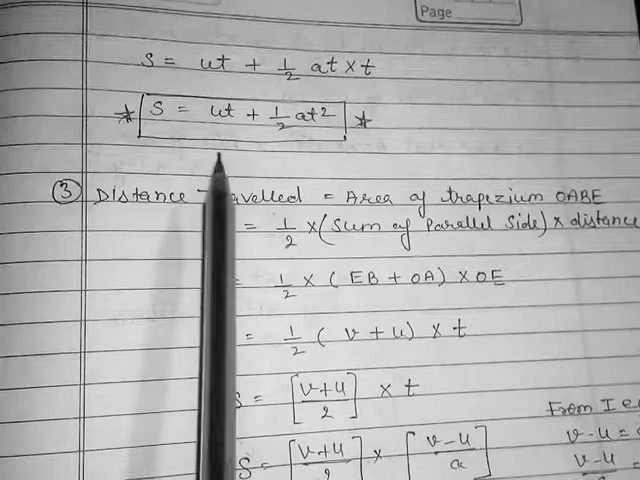 Page
S = ut + 1/2 at × t
* S = ut + 1/2 at² *
③ Distance Travelled = Area of trapezium OABE
= 1/2 × (Sum of Parallel Side) × distance
= 1/2 × ( EB + OA ) × OE
= 1/2 ( v + u ) × t
S = [v+u/2] × t
From I
v-u =
S = [v+u/2] × [v-u/a]
v-u/ =